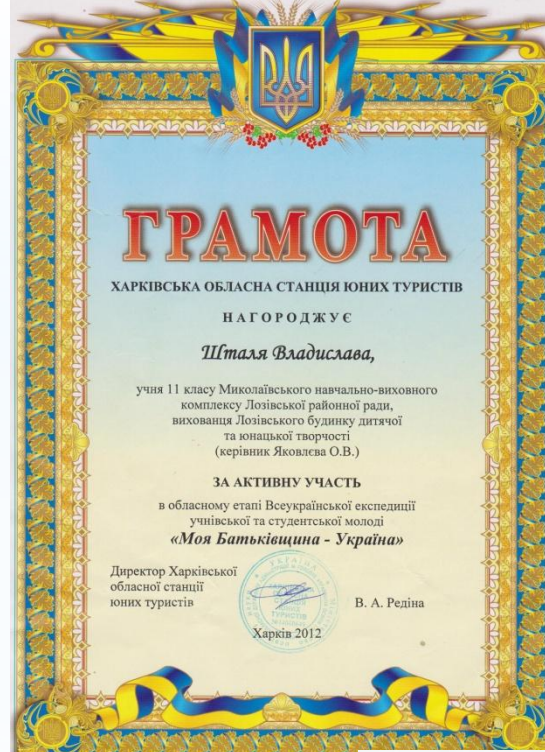 ГРАМОТА
ХАРКІВСЬКА ОБЛАСНА СТАНЦІЯ ЮНИХ ТУРИСТІВ
НАГОРОДЖУЄ
Шталя Владислава,
учня 11 класу Миколаївського навчально-виховного
комплексу Лозівської районної ради,
вихованця Лозівського будинку дитячої
та юнацької творчості
(керівник Яковлєва О.В.)
ЗА АКТИВНУ УЧАСТЬ
в обласному етапі Всеукраїнської експедиції
учнівської та студентської молоді
«Моя Батьківщина - Україна»
Директор Харківської
обласної станції
юних туристів
В. А. Редіна
УКРАЇНА
ТУРИСТІВ
Харків 2012